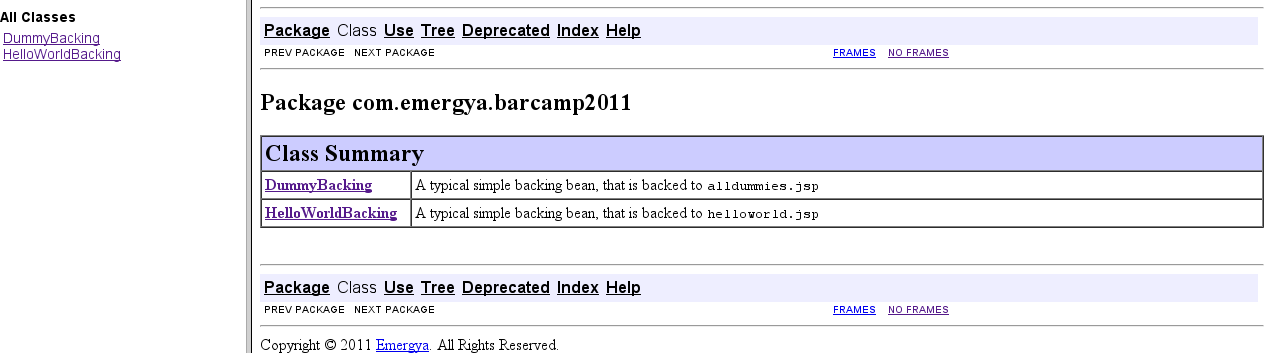 All Classes
DummyBacking
HelloWorldBacking
Package Class Use Tree Deprecated Index Help
PREV PACKAGE NEXT PACKAGE FRAMES NO FRAMES
Package com.emergya.barcamp2011
Class Summary
DummyBacking A typical simple backing bean, that is backed to alldummies.jsp
HelloWorldBacking A typical simple backing bean, that is backed to helloworld.jsp
Package Class Use Tree Deprecated Index Help
PREV PACKAGE NEXT PACKAGE FRAMES NO FRAMES
Copyright © 2011 Emergya. All Rights Reserved.